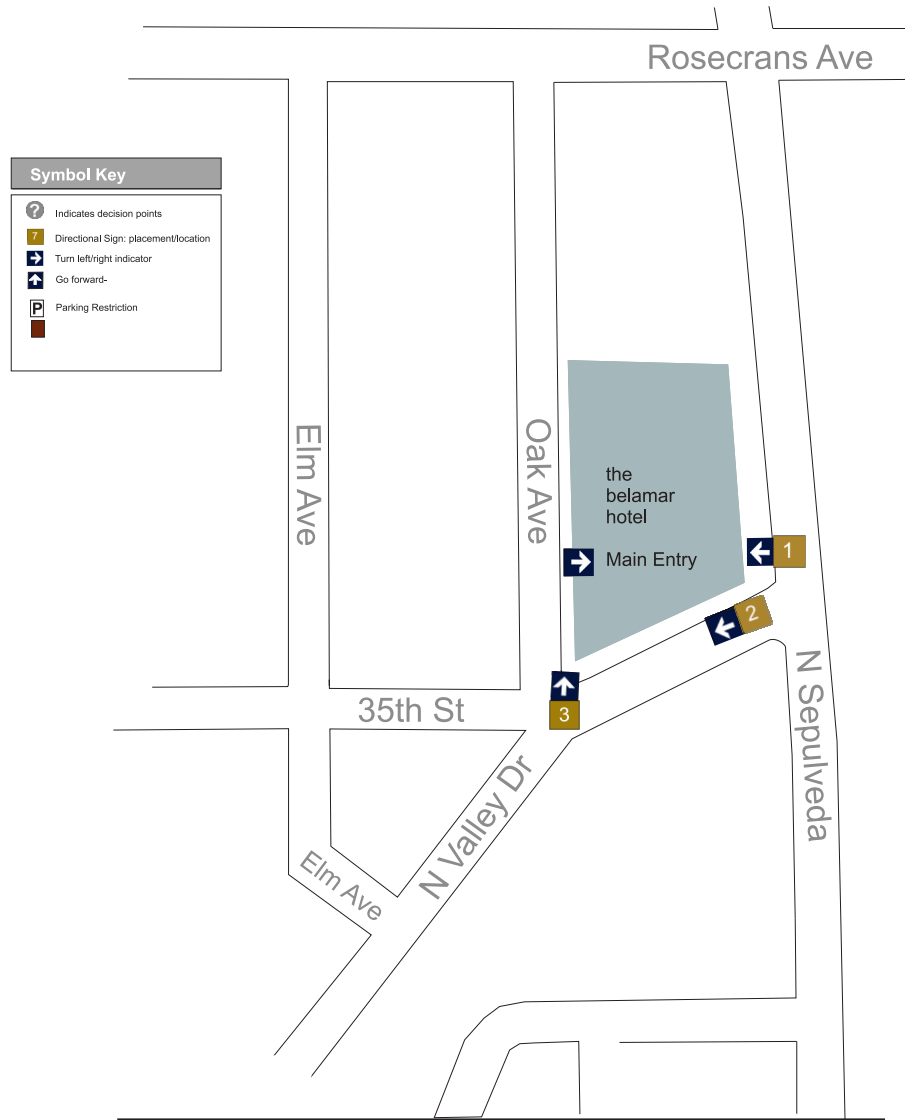 Rosecrans Ave
Symbol Key
?
Indicates decision points
7
Directional Sign: placement/location
Turn left/right indicator
Go forward-
P
Parking Restriction
Elm Ave
Oak Ave
the
belamar
hotel
Main Entry
1
2
3
35th St
N Sepulveda
N Valley Dr
Elm Ave